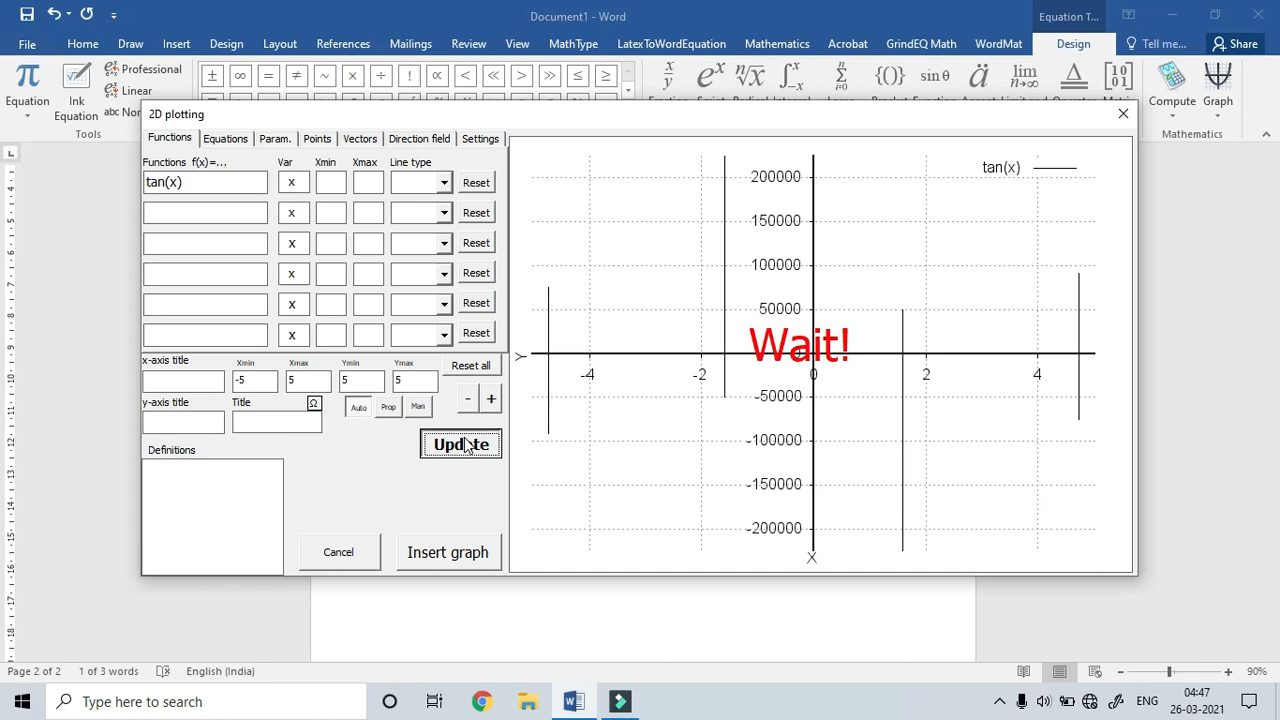 Document1 - Word
Equation T...
File Home Draw Insert Design Layout References Mailings Review View MathType LatexToWordEquation Mathematics Acrobat GrindEQ Math WordMat Design Tell me... Share
π Professional ± ∞ = ≠ ~ × ÷ ! ∝ < ≪ > ≫ ≤ ≥
Linear
Equation Ink Equation
Compute Graph
Tools
Mathematics
2D plotting
Functions Equations Param. Points Vectors Direction field Settings
Functions f(x)=... Var Xmin Xmax Line type
tan(x) x Reset
x Reset
x Reset
x Reset
x Reset
x Reset
x-axis title Xmin Xmax Ymin Ymax Reset all
-5 5 5 5
y-axis title Title Ω Auto Prop Man - +
Update
Definitions
Cancel Insert graph
tan(x)
200000
150000
100000
50000
Wait!
Y
-4 -2 0 2 4
-50000
-100000
-150000
-200000
X
Page 2 of 2 1 of 3 words English (India) 90%
Type here to search
ENG
04:47
26-03-2021